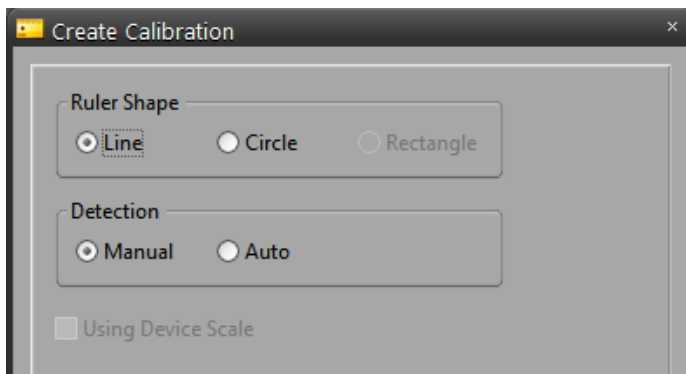 Create Calibration
Ruler Shape
Line Circle Rectangle
Detection
Manual Auto
Using Device Scale